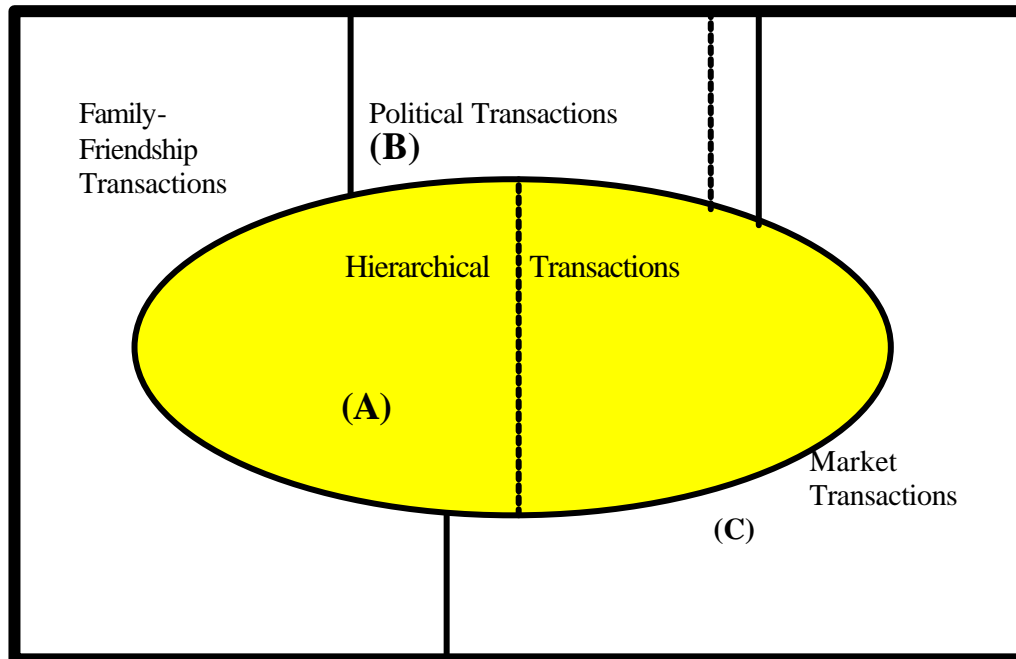 Family-
Friendship
Transactions
Political Transactions
(B)
Hierarchical Transactions
(A)
Market
Transactions
(C)